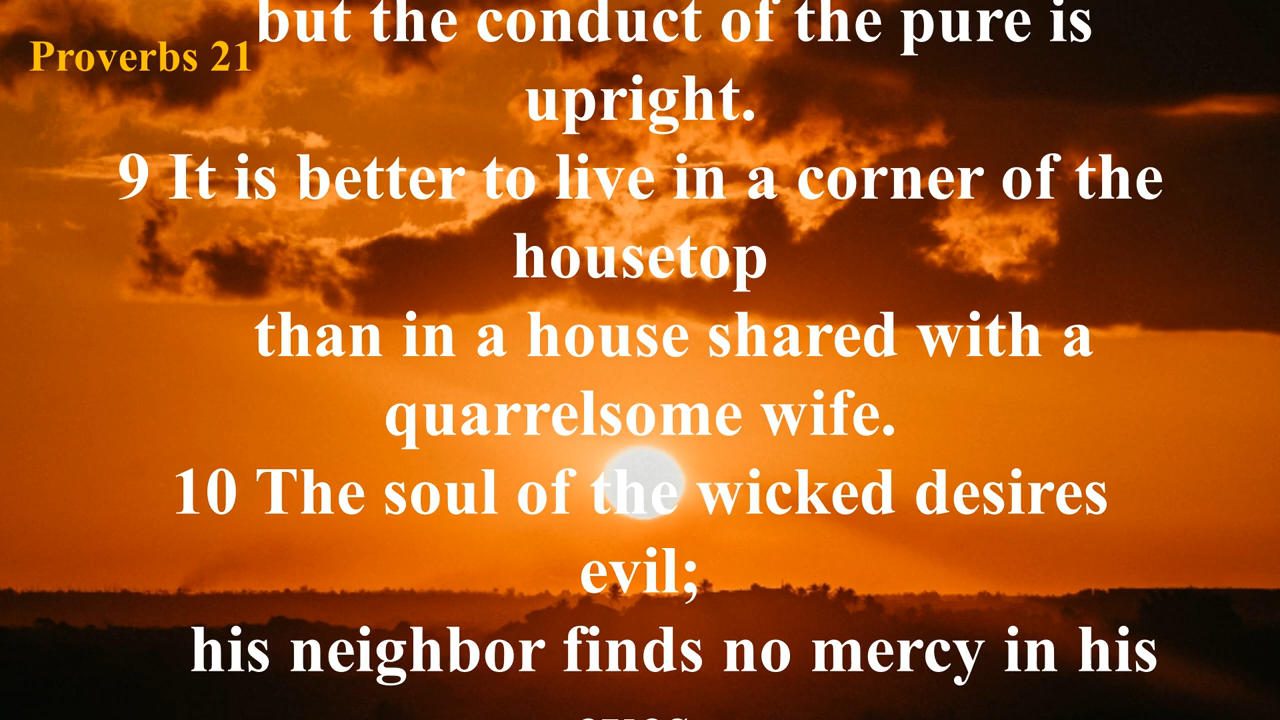 Proverbs 21
but the conduct of the pure is
upright.
9 It is better to live in a corner of the
housetop
than in a house shared with a
quarrelsome wife.
10 The soul of the wicked desires
evil;
his neighbor finds no mercy in his